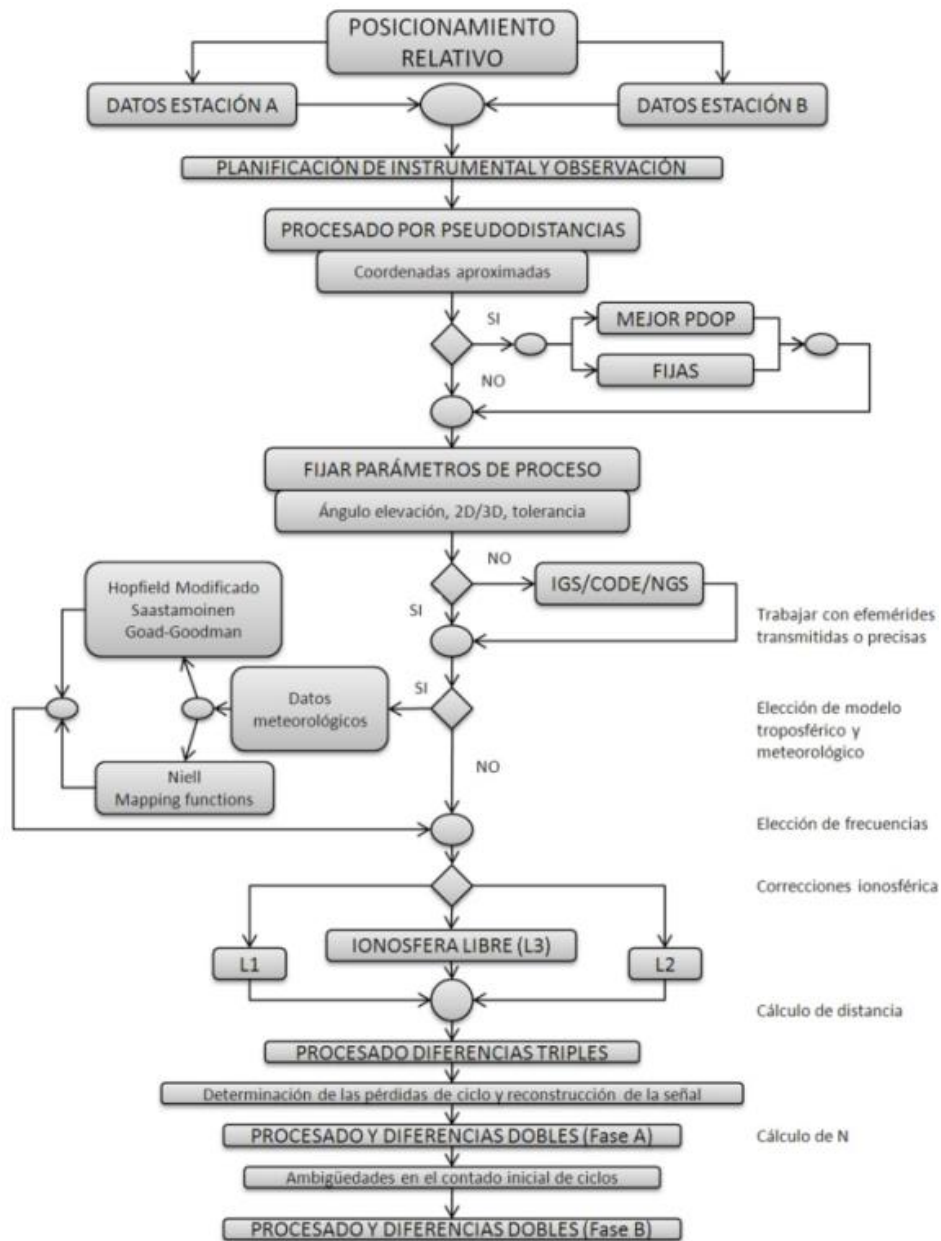 POSICIONAMIENTO
RELATIVO
DATOS ESTACIÓN A
DATOS ESTACIÓN B
PLANIFICACIÓN DE INSTRUMENTAL Y OBSERVACIÓN
PROCESADO POR PSEUDODISTANCIAS
Coordenadas aproximadas
SI
MEJOR PDOP
FIJAS
NO
FIJAR PARÁMETROS DE PROCESO
Ángulo elevación, 2D/3D, tolerancia
NO
IGS/CODE/NGS
SI
Trabajar con efemérides
transmitidas o precisas
Hopfield Modificado
Saastamoinen
Goad-Goodman
SI
Datos
meteorológicos
Elección de modelo
troposférico y
meteorológico
NO
Niell
Mapping functions
Elección de frecuencias
Correcciones ionosférica
L1
IONOSFERA LIBRE (L3)
L2
Cálculo de distancia
PROCESADO DIFERENCIAS TRIPLES
Determinación de las pérdidas de ciclo y reconstrucción de la señal
PROCESADO Y DIFERENCIAS DOBLES (Fase A)
Cálculo de N
Ambigüedades en el contado inicial de ciclos
PROCESADO Y DIFERENCIAS DOBLES (Fase B)